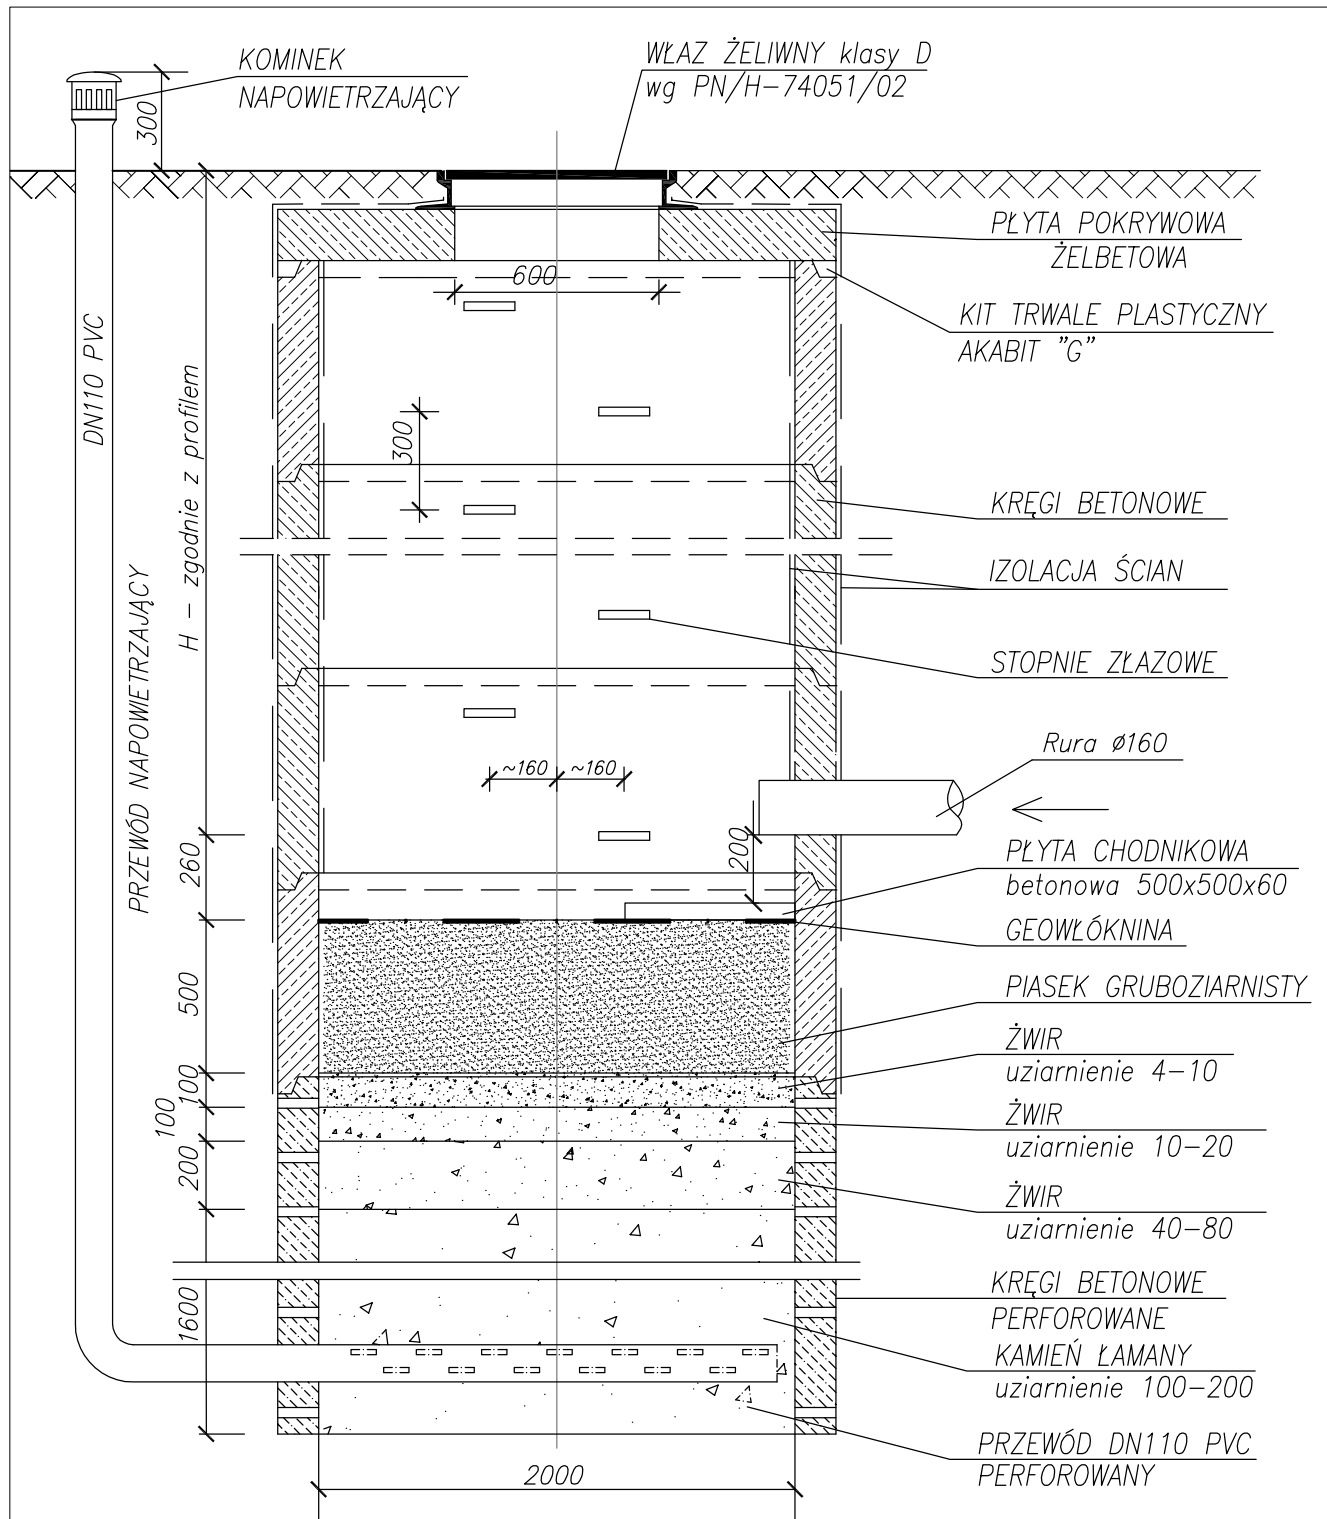 KOMINEK
NAPOWIETRZAJĄCY
WŁAZ ŻELIWNY klasy D
wg PN/H-74051/02
300
PŁYTA POKRYWOWA
ŻELBETOWA
600
KIT TRWALE PLASTYCZNY
AKABIT "G"
DN110 PVC
H - zgodnie z profilem
300
KRĘGI BETONOWE
IZOLACJA ŚCIAN
PRZEWÓD NAPOWIETRZAJĄCY
STOPNIE ZŁAZOWE
Rura ø160
~160
~160
200
260
PŁYTA CHODNIKOWA
betonowa 500x500x60
GEOWŁÓKNINA
500
PIASEK GRUBOZIARNISTY
ŻWIR
uziarnienie 4-10
100
100
ŻWIR
uziarnienie 10-20
200
ŻWIR
uziarnienie 40-80
KRĘGI BETONOWE
PERFOROWANE
1600
KAMIEŃ ŁAMANY
uziarnienie 100-200
PRZEWÓD DN110 PVC
PERFOROWANY
2000